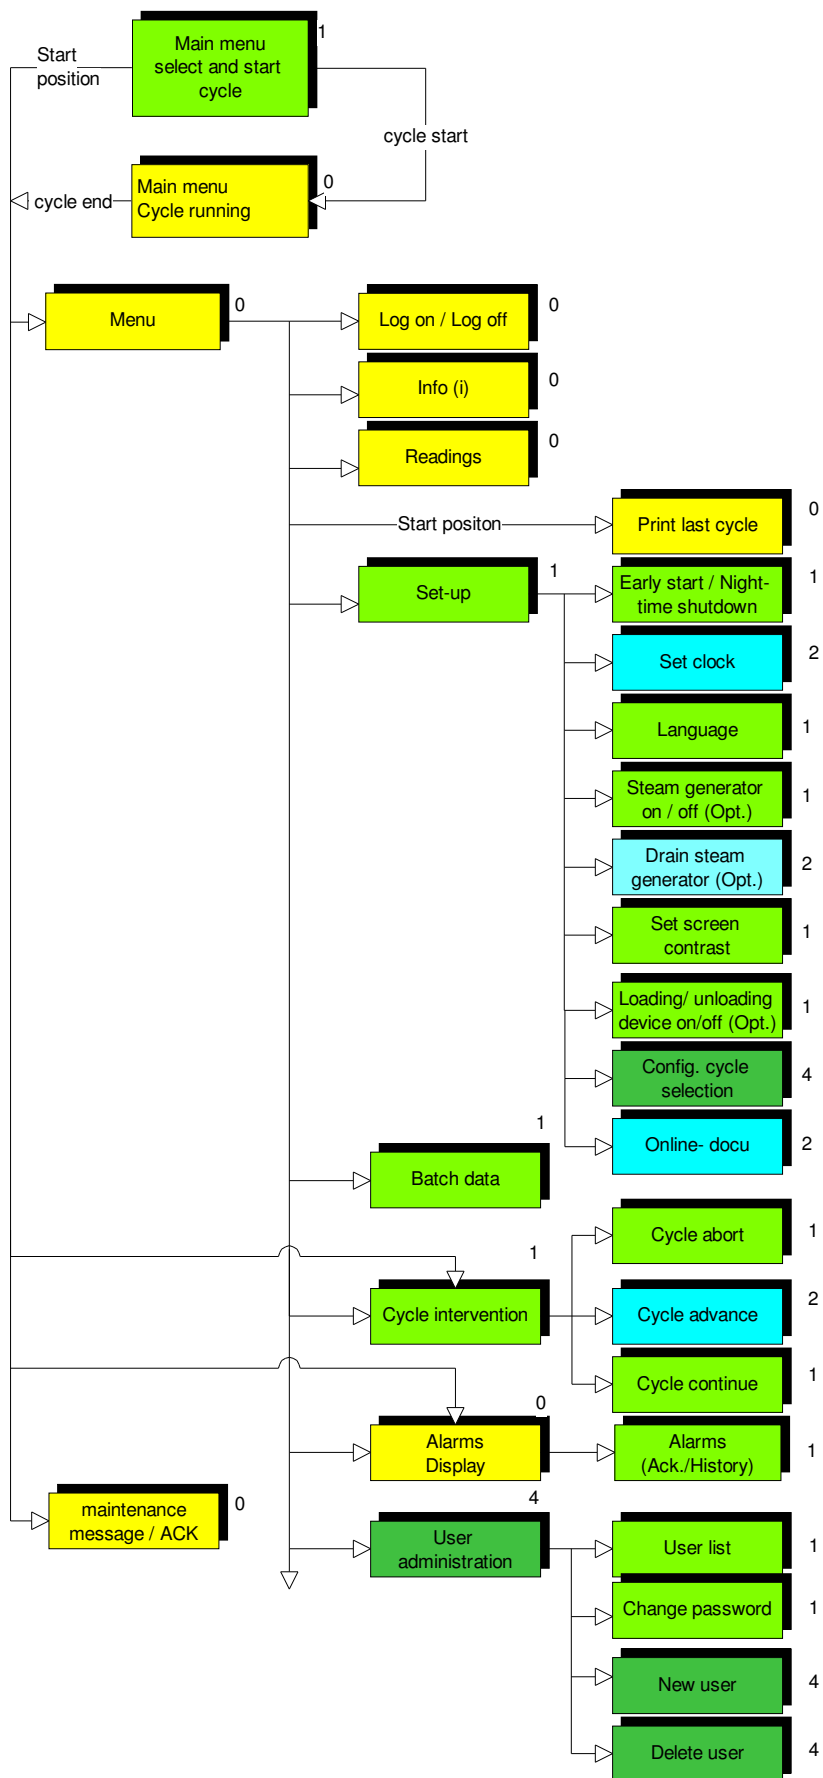 1
Main menu
select and start
cycle
Start
position
cycle start
0
Main menu
Cycle running
cycle end
Menu
0
Log on / Log off
0
Info (i)
0
Readings
0
Start positon
Print last cycle
0
Set-up
1
Early start / Night-
time shutdown
1
Set clock
2
Language
1
Steam generator
on / off (Opt.)
1
Drain steam
generator (Opt.)
2
Set screen
contrast
1
Loading/ unloading
device on/off (Opt.)
1
Config. cycle
selection
4
Online- docu
2
1
Batch data
1
Cycle intervention
Cycle abort
1
Cycle advance
2
Cycle continue
1
0
Alarms
Display
Alarms
(Ack./History)
1
maintenance
message / ACK
0
4
User
administration
User list
1
Change password
1
New user
4
Delete user
4